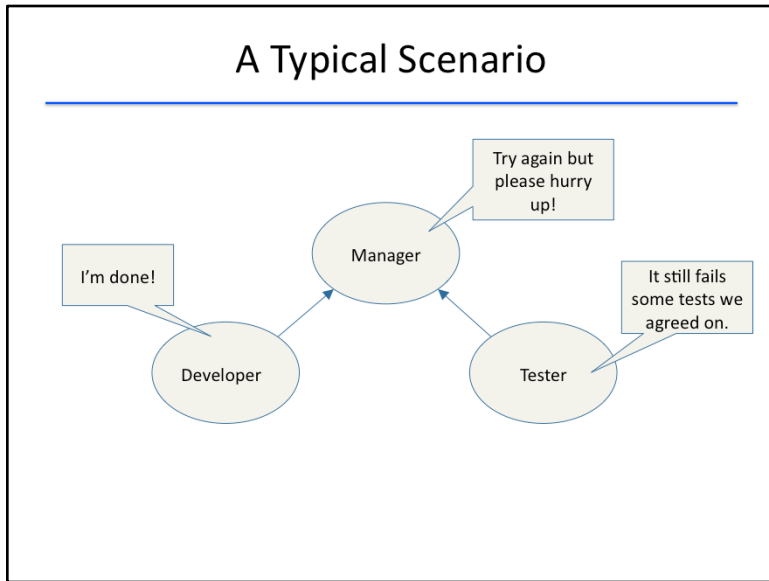 A Typical Scenario
Try again but
please hurry
up!
Manager
I’m done!
It still fails
some tests we
agreed on.
Developer
Tester